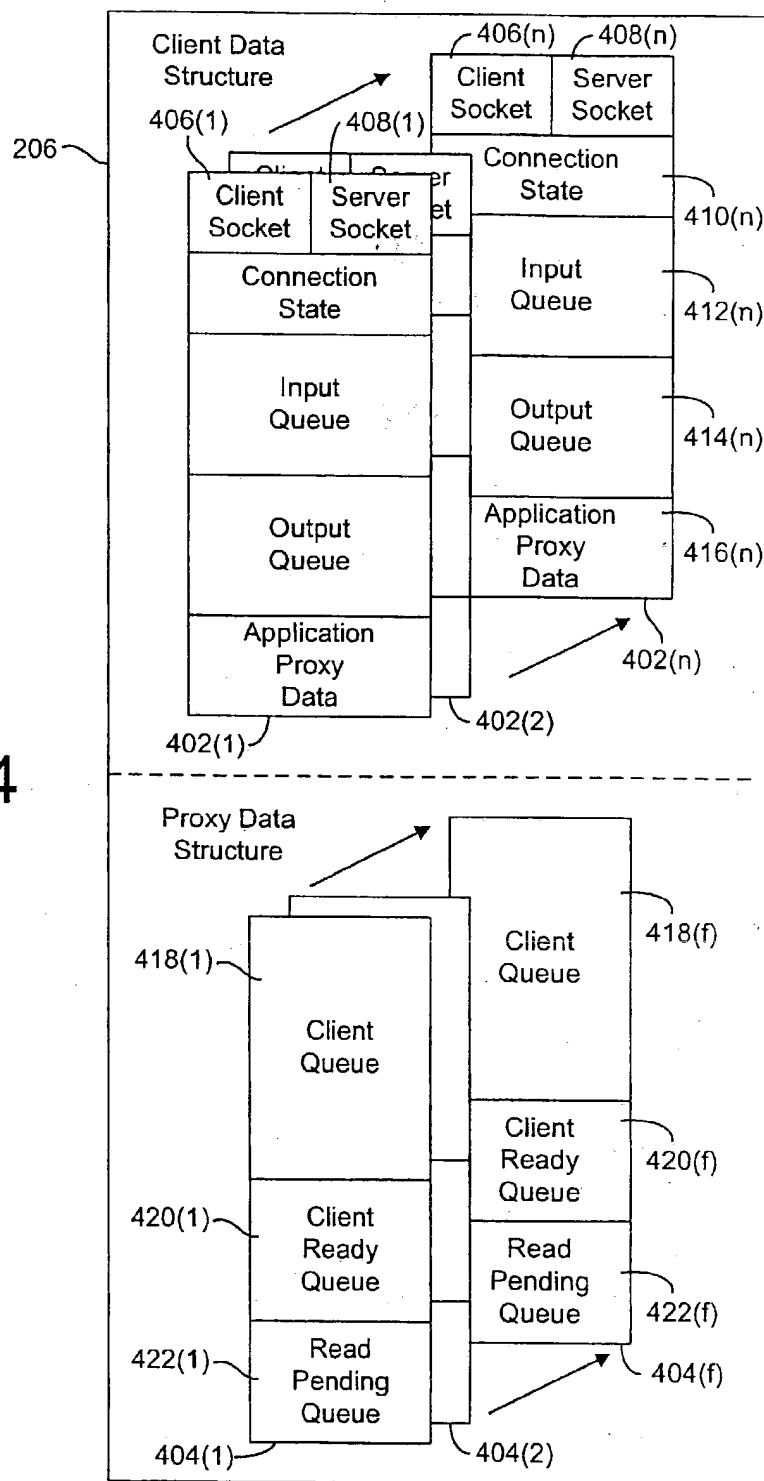 Client Data
Structure
406(n)
408(n)
Client
Socket
Server
Socket
406(1)
408(1)
206
Client
Socket
Server
Socket
Connection
State
410(n)
Connection
State
Input
Queue
412(n)
Input
Queue
Output
Queue
414(n)
Output
Queue
Application
Proxy
Data
416(n)
Application
Proxy
Data
402(n)
402(1)
402(2)
4
Proxy Data
Structure
418(1)
418(f)
Client
Queue
Client
Queue
Client
Ready
Queue
420(f)
420(1)
Client
Ready
Queue
Read
Pending
Queue
422(f)
422(1)
Read
Pending
Queue
404(f)
404(1)
404(2)